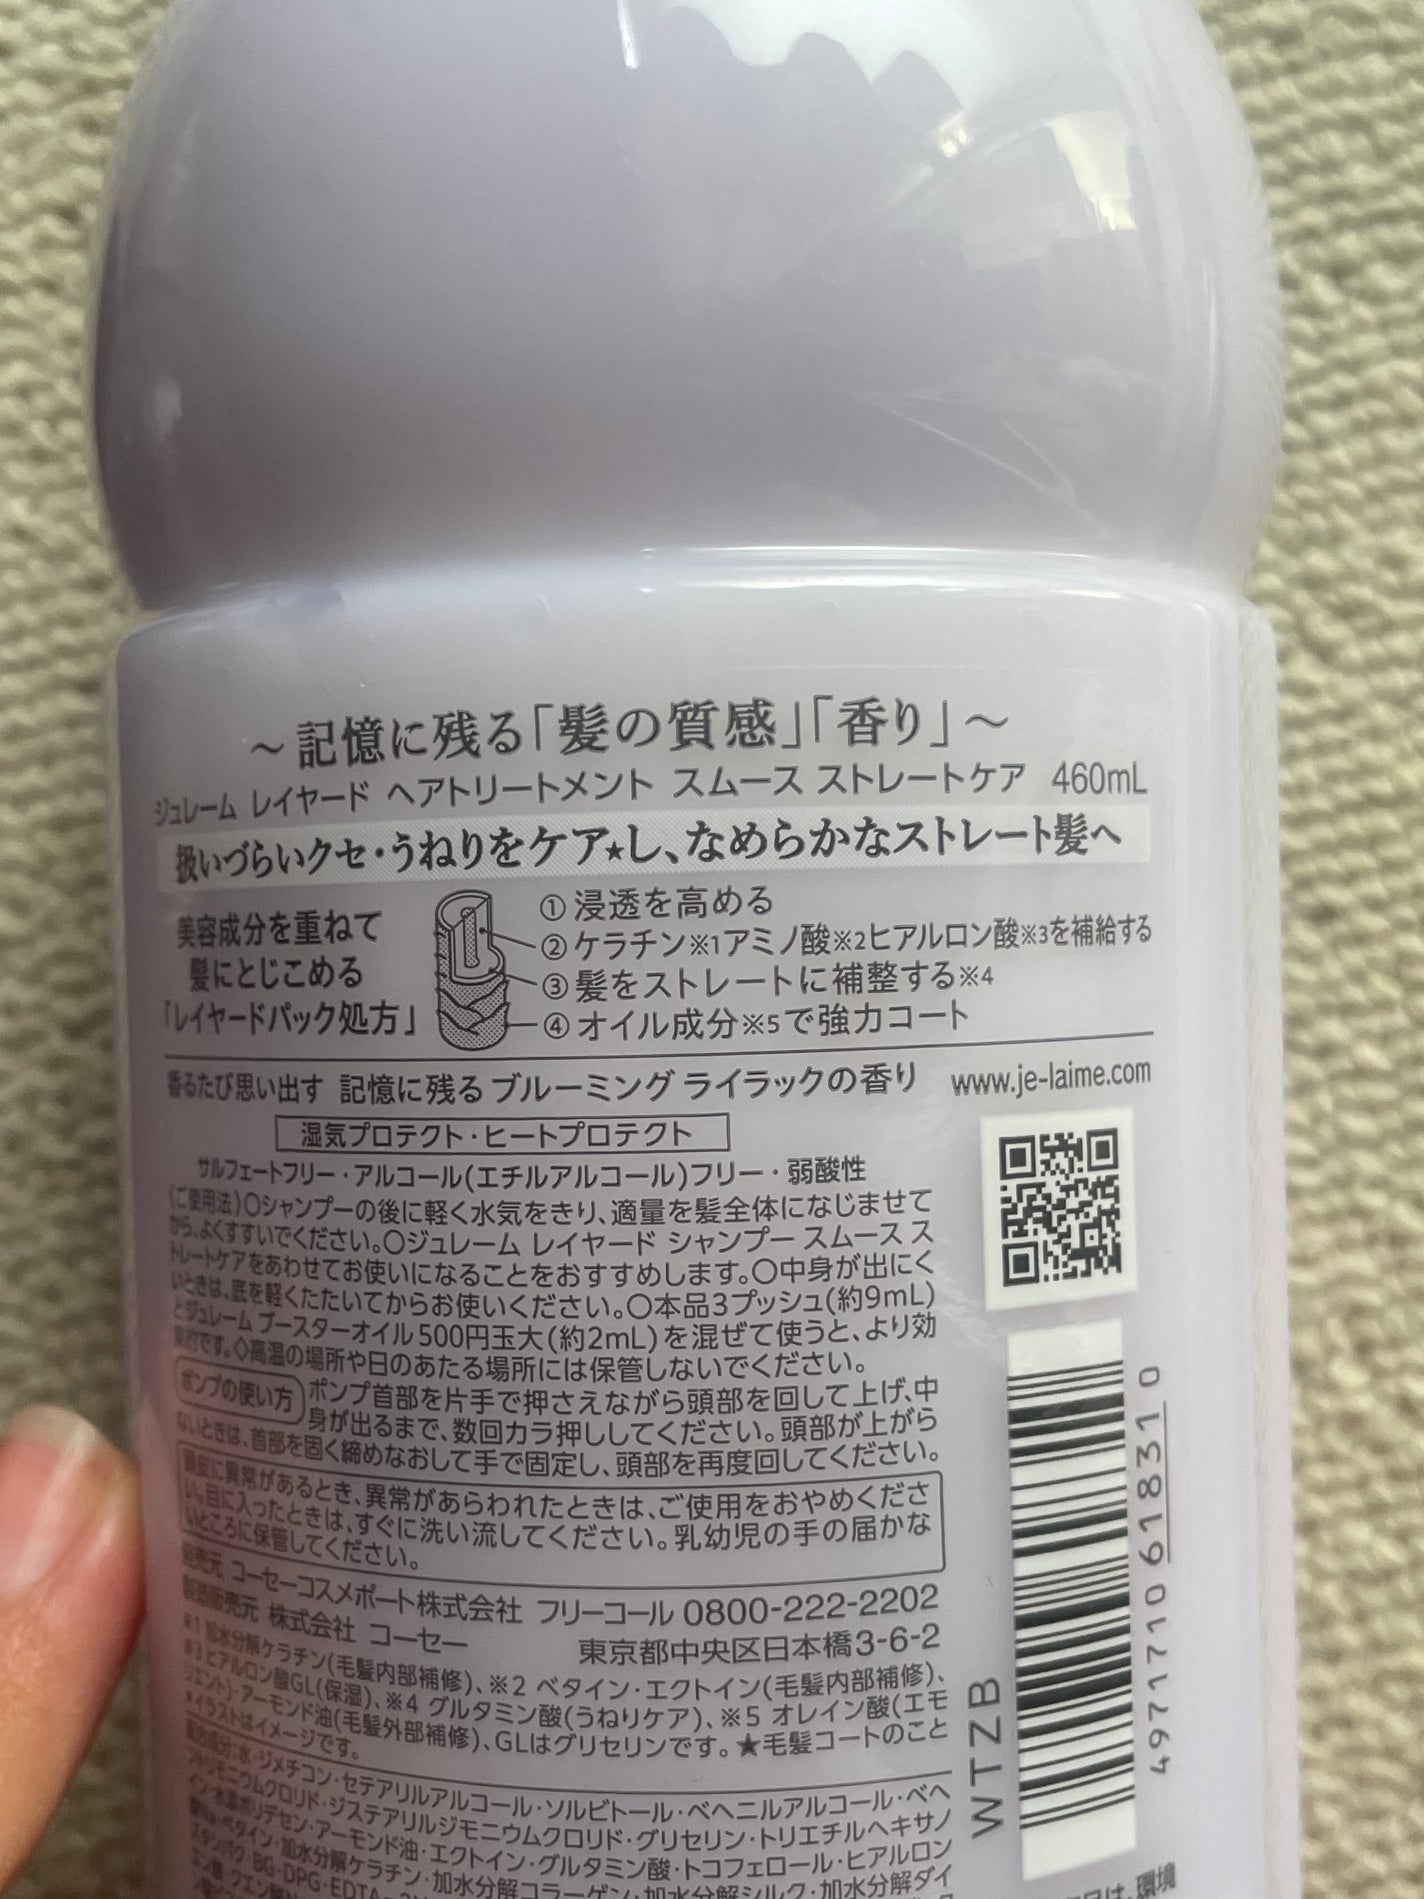 ～記憶に残る「髪の質感」「香り」～
ジュレーム レイヤード ヘアトリートメント スムース ストレートケア 460mL
扱いづらいクセ・うねりをケア★し、なめらかなストレート髪へ
美容成分を重ねて
髪にとじこめる
「レイヤードパック処方」
①浸透を高める
②ケラチン※1アミノ酸※2ヒアルロン酸※3を補給する
③髪をストレートに補整する※4
④オイル成分※5で強力コート
香るたび思い出す 記憶に残る ブルーミング ライラックの香り
www.je-laime.com
湿気プロテクト・ヒートプロテクト
サルフェートフリー・アルコール(エチルアルコール)フリー・弱酸性
〈ご使用法〉○シャンプーの後に軽く水気をきり、適量を髪全体になじませて
から、よくすすいでください。○ジュレーム レイヤード シャンプー スムース ス
トレートケアをあわせてお使いになることをおすすめします。○中身が出にく
いときは、底を軽くたたいてからお使いください。○本品3プッシュ(約9mL)
とジュレーム ブースターオイル500円玉大(約2mL)を混ぜて使うと、より効
果的です。◇高温の場所や日のあたる場所には保管しないでください。
ポンプの使い方 ポンプ首部を片手で押さえながら頭部を回して上げ、中
身が出るまで、数回カラ押ししてください。頭部が上がら
ないときは、首部を固く締めなおして手で固定し、頭部を再度回してください。
頭皮に異常があるとき、異常があらわれたときは、ご使用をおやめくださ
い。目に入ったときは、すぐに洗い流してください。乳幼児の手の届かな
いところに保管してください。
発売元 コーセーコスメポート株式会社 フリーコール 0800-222-2202
製造販売元 株式会社 コーセー 東京都中央区日本橋3-6-2
※1 加水分解ケラチン(毛髪内部補修)、※2 ベタイン・エクトイン(毛髪内部補修)、
※3 ヒアルロン酸GL(保湿)、※4 グルタミン酸(うねりケア)、※5 オレイン酸(エモ
リエント)・アーモンド油(毛髪外部補修)、GLはグリセリンです。★毛髪コートのこと
※イラストはイメージです。
配合成分:水・ジメチコン・セテアリルアルコール・ソルビトール・ベヘニルアルコール・ベヘ
ントリモニウムクロリド・ジステアリルジモニウムクロリド・グリセリン・トリエチルヘキサノ
イン・水添ポリデセン・アーモンド油・エクトイン・グルタミン酸・トコフェロール・ヒアルロン
酸Na・ベタイン・加水分解ケラチン・加水分解コラーゲン・加水分解シルク・加水分解ダイ
ズタンパク・BG・DPG・EDTA
WTZB
4971710618310
は、環境